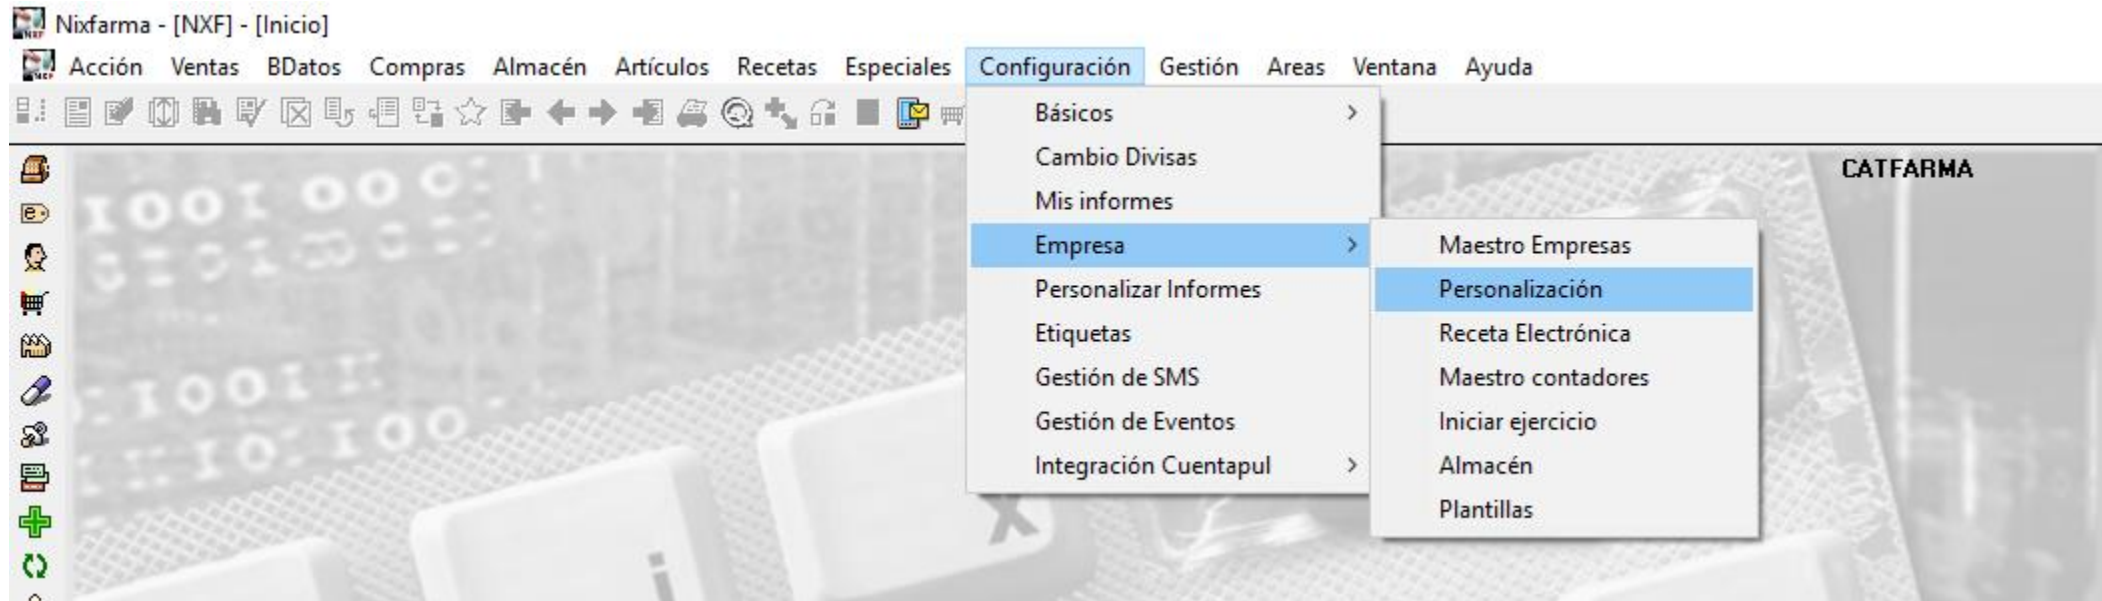 Nixfarma - [NXF] - [Inicio]
Acción Ventas BDatos Compras Almacén Artículos Recetas Especiales Configuración Gestión Areas Ventana Ayuda
Básicos
Cambio Divisas
Mis informes
Empresa
Personalizar Informes
Etiquetas
Gestión de SMS
Gestión de Eventos
Integración Cuentapul
Maestro Empresas
Personalización
Receta Electrónica
Maestro contadores
Iniciar ejercicio
Almacén
Plantillas
CATFARMA